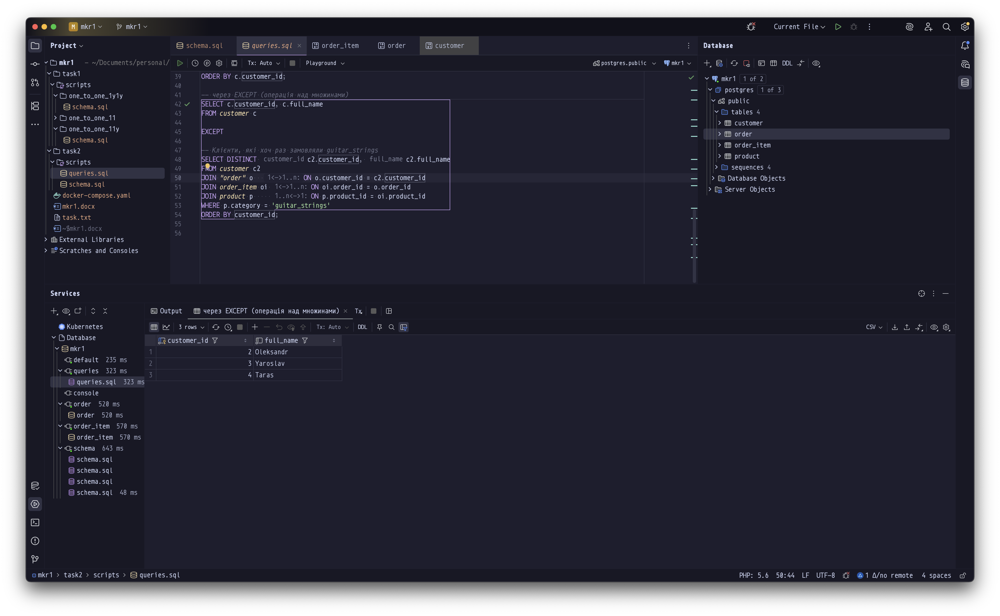 M mkr1 mkr1 Current File
Project
schema.sql queries.sql order_item order customer
Database
Tx: Auto Playground postgres.public mkr1
DDL
mkr1 – ~/Documents/personal/
task1
scripts
one_to_one_1y1y
schema.sql
one_to_one_11
one_to_one_11y
schema.sql
task2
scripts
queries.sql
schema.sql
docker-compose.yaml
mkr1.docx
task.txt
~$mkr1.docx
External Libraries
Scratches and Consoles
39 ORDER BY c.customer_id;
40
41 -- через EXCEPT (операція над множинами)
42 SELECT c.customer_id, c.full_name
43 FROM customer c
44
45 EXCEPT
46
47 -- Клієнти, які хоч раз замовляли guitar_strings
48 SELECT DISTINCT customer_id c2.customer_id, full_name c2.full_name
49 FROM customer c2
50 JOIN "order" o 1<->1..n: ON o.customer_id = c2.customer_id
51 JOIN order_item oi 1<->1..n: ON oi.order_id = o.order_id
52 JOIN product p 1..n<->1: ON p.product_id = oi.product_id
53 WHERE p.category = 'guitar_strings'
54 ORDER BY customer_id;
55
56
mkr1 1 of 2
postgres 1 of 3
public
tables 4
customer
order
order_item
product
sequences 4
Database Objects
Server Objects
Services
Output через EXCEPT (операція над множинами) Tx
3 rows Tx: Auto DDL CSV
Kubernetes
Database
mkr1
default 235 ms
queries 323 ms
queries.sql 323 ms
console
order 520 ms
order 520 ms
order_item 570 ms
order_item 570 ms
schema 643 ms
schema.sql
schema.sql
schema.sql
schema.sql 48 ms
customer_id full_name
1 2 Oleksandr
2 3 Yaroslav
3 4 Taras
mkr1 > task2 > scripts > queries.sql
PHP: 5.6 50:44 LF UTF-8 1 Δ/no remote 4 spaces